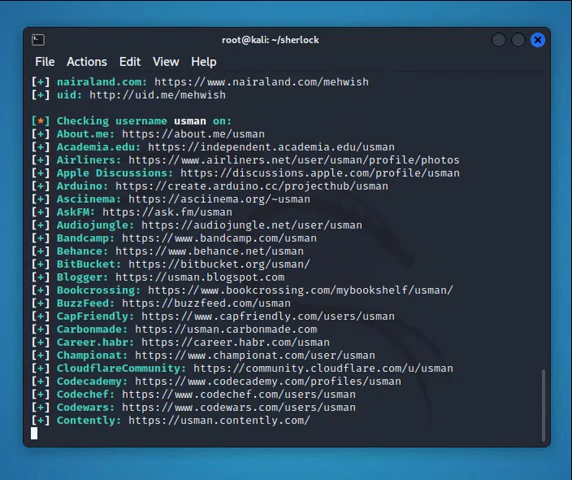 root@kali: ~/sherlock
File Actions Edit View Help
[+] nairaland.com: https://www.nairaland.com/mehwish
[+] uid: http://uid.me/mehwish
[*] Checking username usman on:
[+] About.me: https://about.me/usman
[+] Academia.edu: https://independent.academia.edu/usman
[+] Airliners: https://www.airliners.net/user/usman/profile/photos
[+] Apple Discussions: https://discussions.apple.com/profile/usman
[+] Arduino: https://create.arduino.cc/projecthub/usman
[+] Asciinema: https://asciinema.org/~usman
[+] AskFM: https://ask.fm/usman
[+] Audiojungle: https://audiojungle.net/user/usman
[+] Bandcamp: https://www.bandcamp.com/usman
[+] Behance: https://www.behance.net/usman
[+] BitBucket: https://bitbucket.org/usman/
[+] Blogger: https://usman.blogspot.com
[+] Bookcrossing: https://www.bookcrossing.com/mybookshelf/usman/
[+] BuzzFeed: https://buzzfeed.com/usman
[+] CapFriendly: https://www.capfriendly.com/users/usman
[+] Carbonmade: https://usman.carbonmade.com
[+] Career.habr: https://career.habr.com/usman
[+] Championat: https://www.championat.com/user/usman
[+] CloudflareCommunity: https://community.cloudflare.com/u/usman
[+] Codecademy: https://www.codecademy.com/profiles/usman
[+] Codechef: https://www.codechef.com/users/usman
[+] Codewars: https://www.codewars.com/users/usman
[+] Contently: https://usman.contently.com/